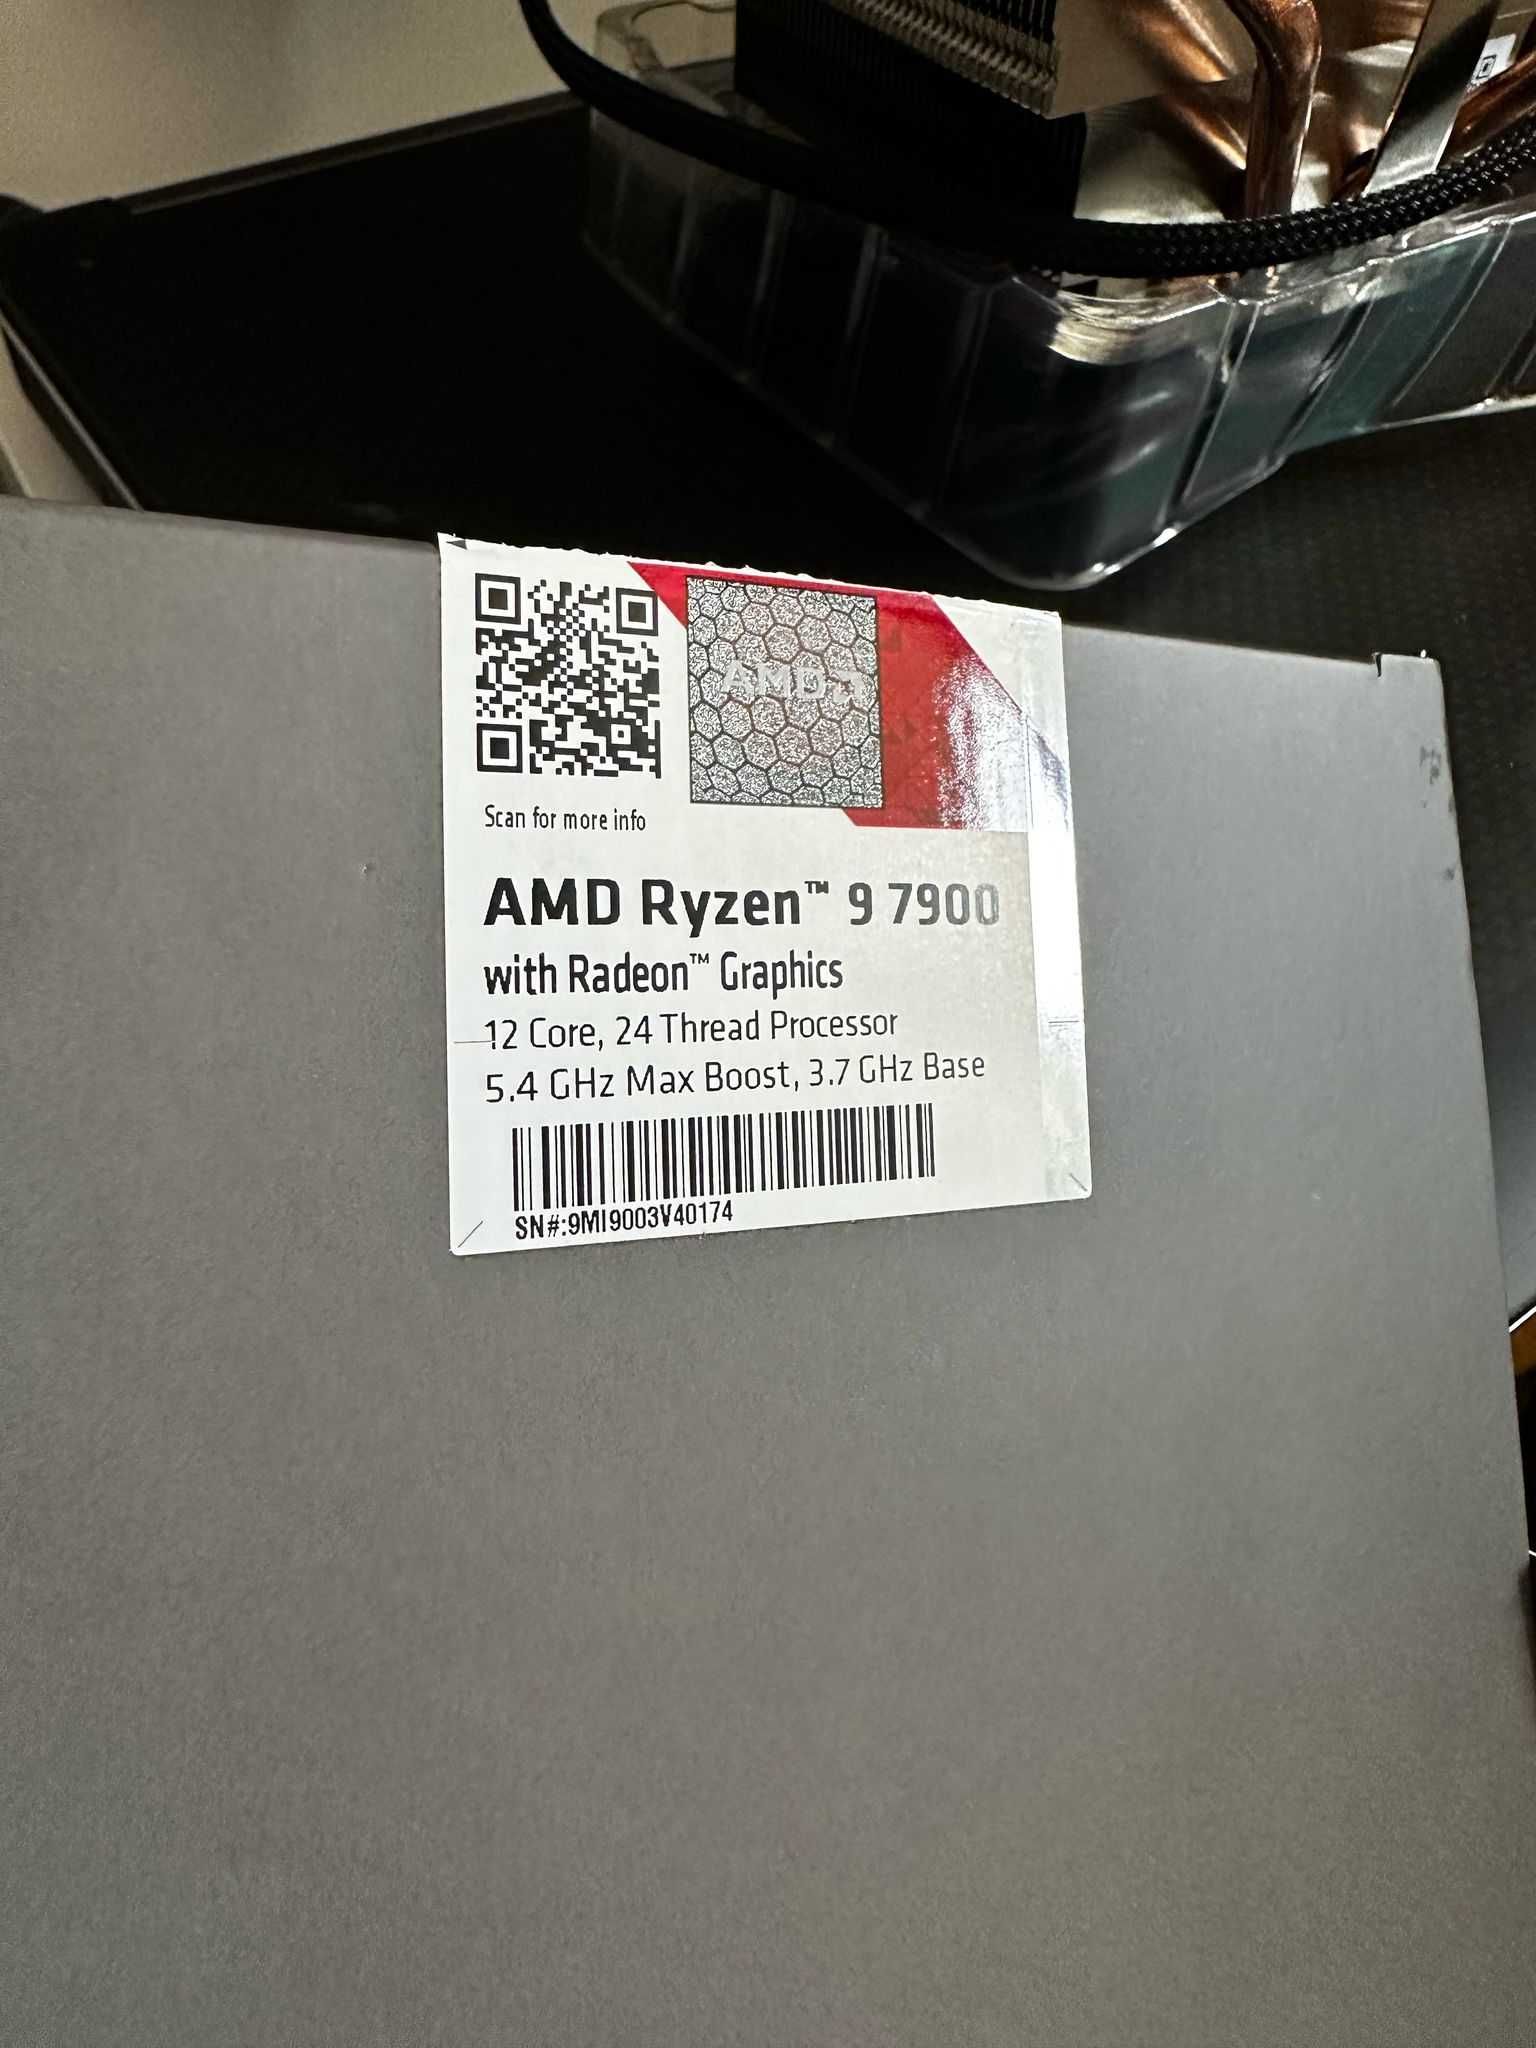 AMD
Scan for more info
AMD Ryzen™ 9 7900
with Radeon™ Graphics
12 Core, 24 Thread Processor
5.4 GHz Max Boost, 3.7 GHz Base
SN#:9MI9003V40174